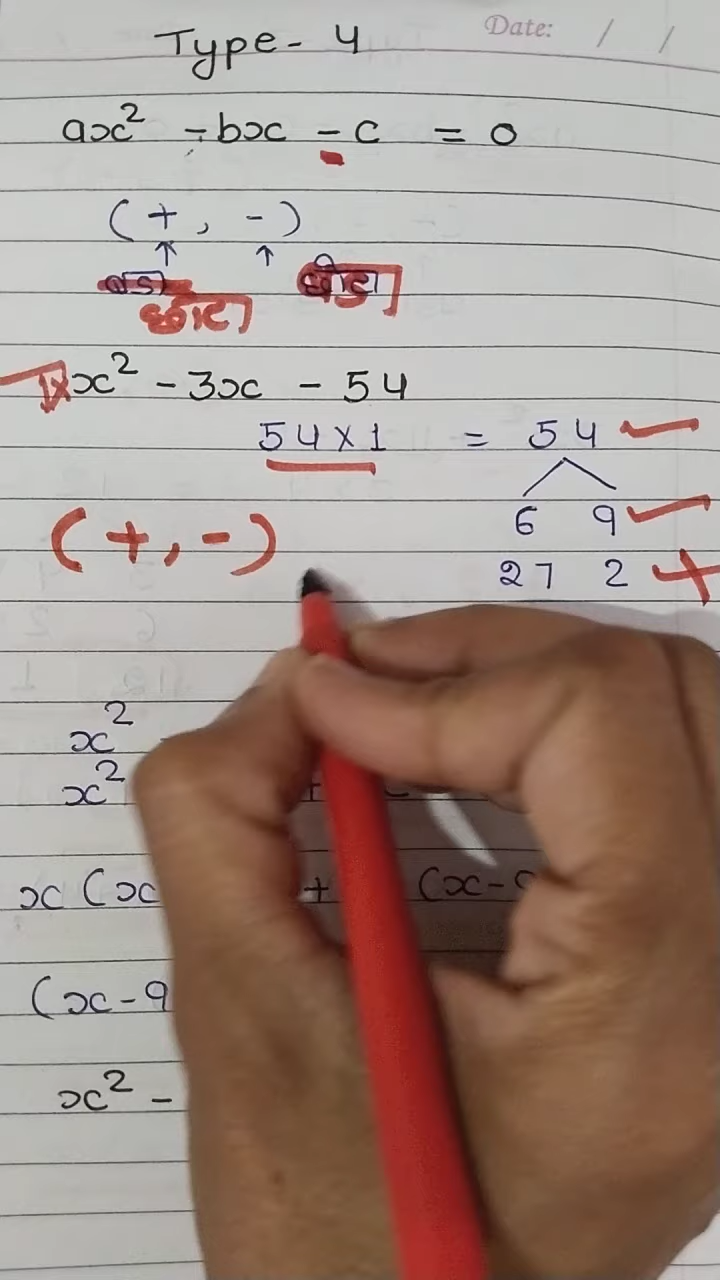 Date: / /
Type - 4
ax² - bx - c = 0
(+, -)
↑ ↑
छोटा
x² - 3x - 54
54 × 1 = 54
6 9
(+, -)
27 2
x²
x²
x (x + (x-
(x - 9
x² -